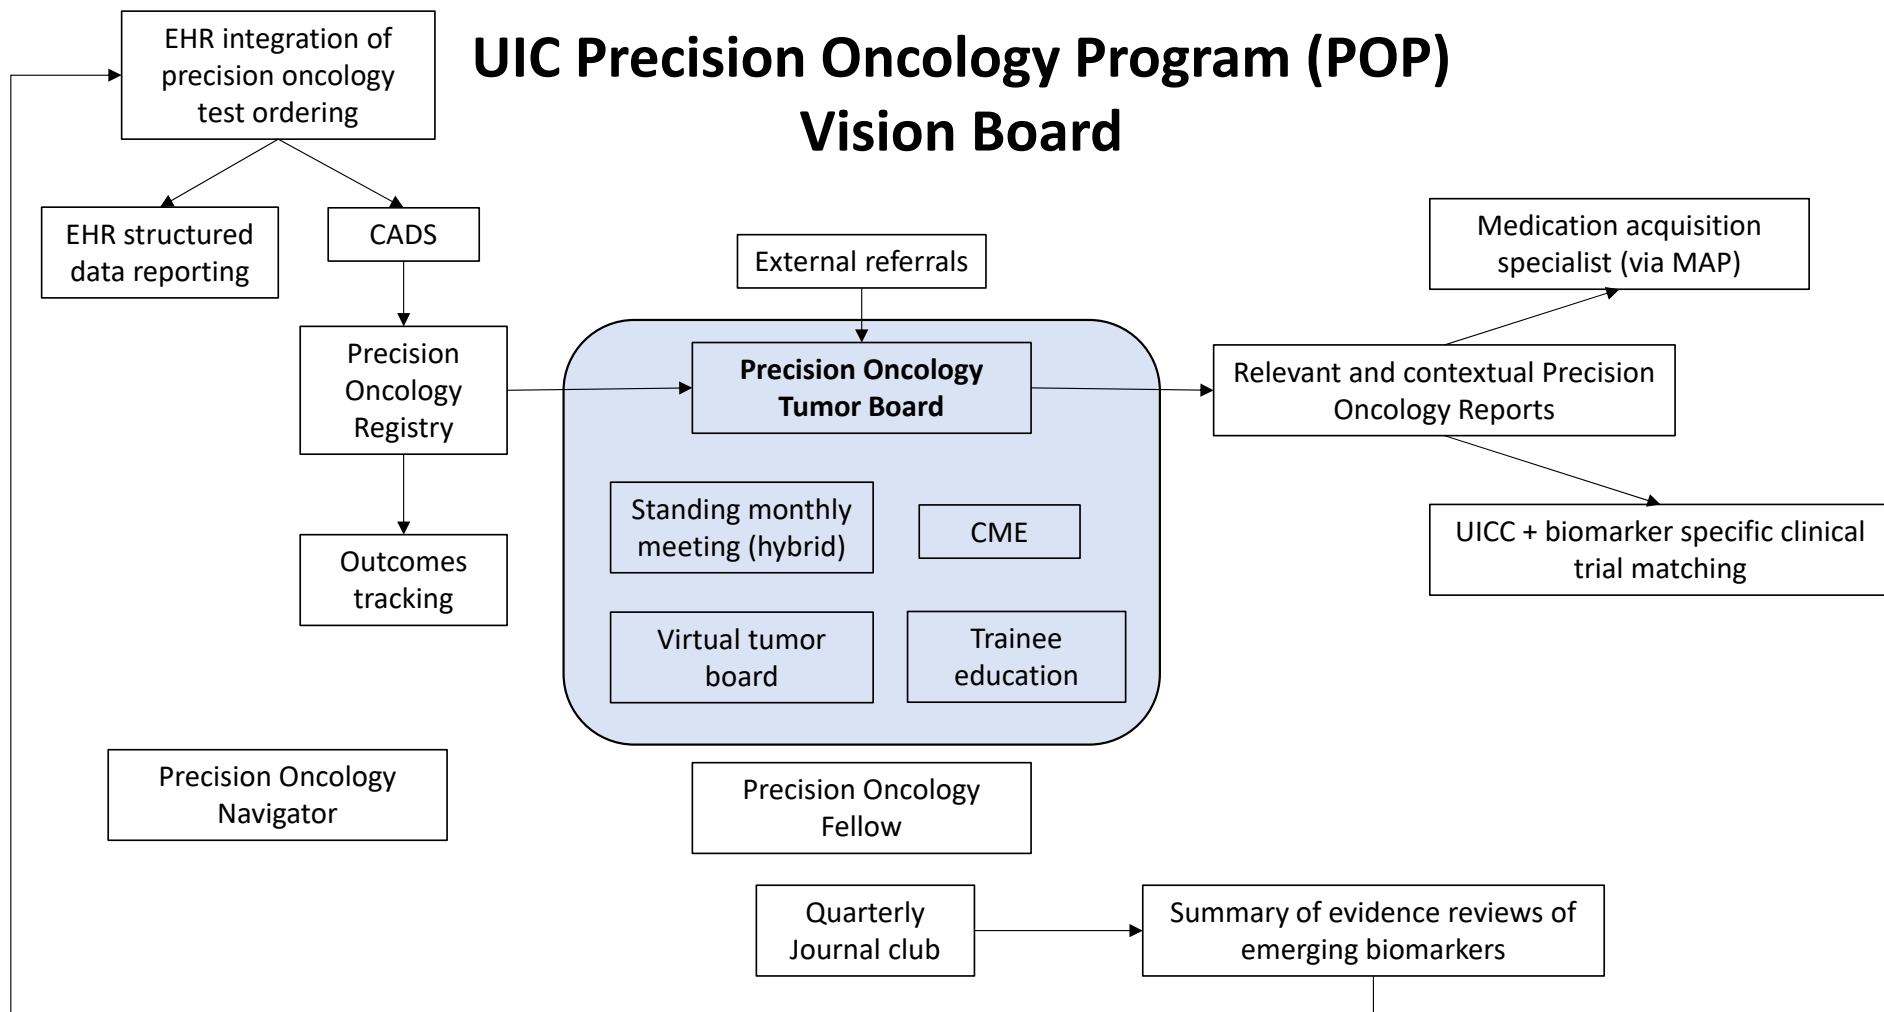 UIC Precision Oncology Program (POP)
Vision Board
EHR integration of
precision oncology
test ordering
EHR structured
data reporting
CADS
External referrals
Medication acquisition
specialist (via MAP)
Precision
Oncology
Registry
Precision Oncology
Tumor Board
Relevant and contextual Precision
Oncology Reports
Standing monthly
meeting (hybrid)
CME
UICC + biomarker specific clinical
trial matching
Outcomes
tracking
Virtual tumor
board
Trainee
education
Precision Oncology
Navigator
Precision Oncology
Fellow
Quarterly
Journal club
Summary of evidence reviews of
emerging biomarkers